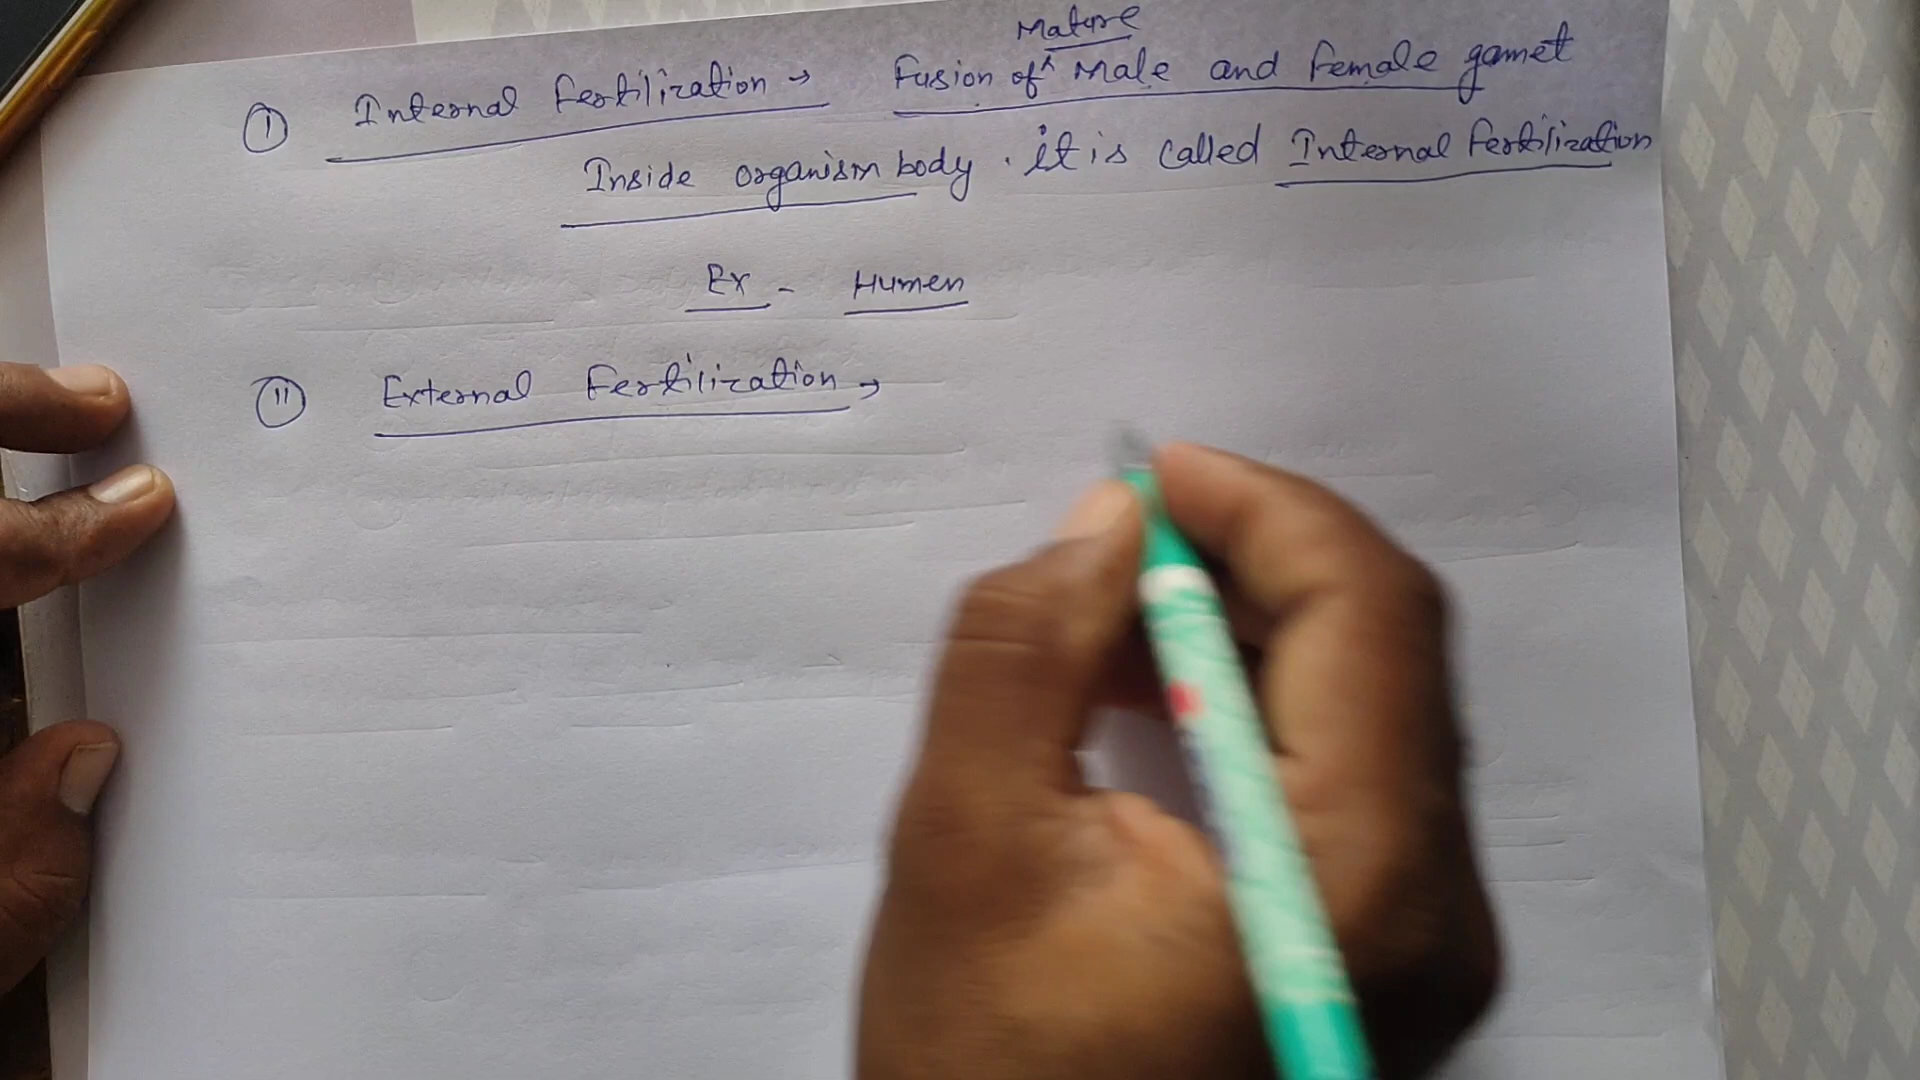 Mature
① Internal Fertilization → Fusion of ^ Male and Female gamet
Inside organism body . it is called Internal Fertilization
Ex - Humen
② External Fertilization →